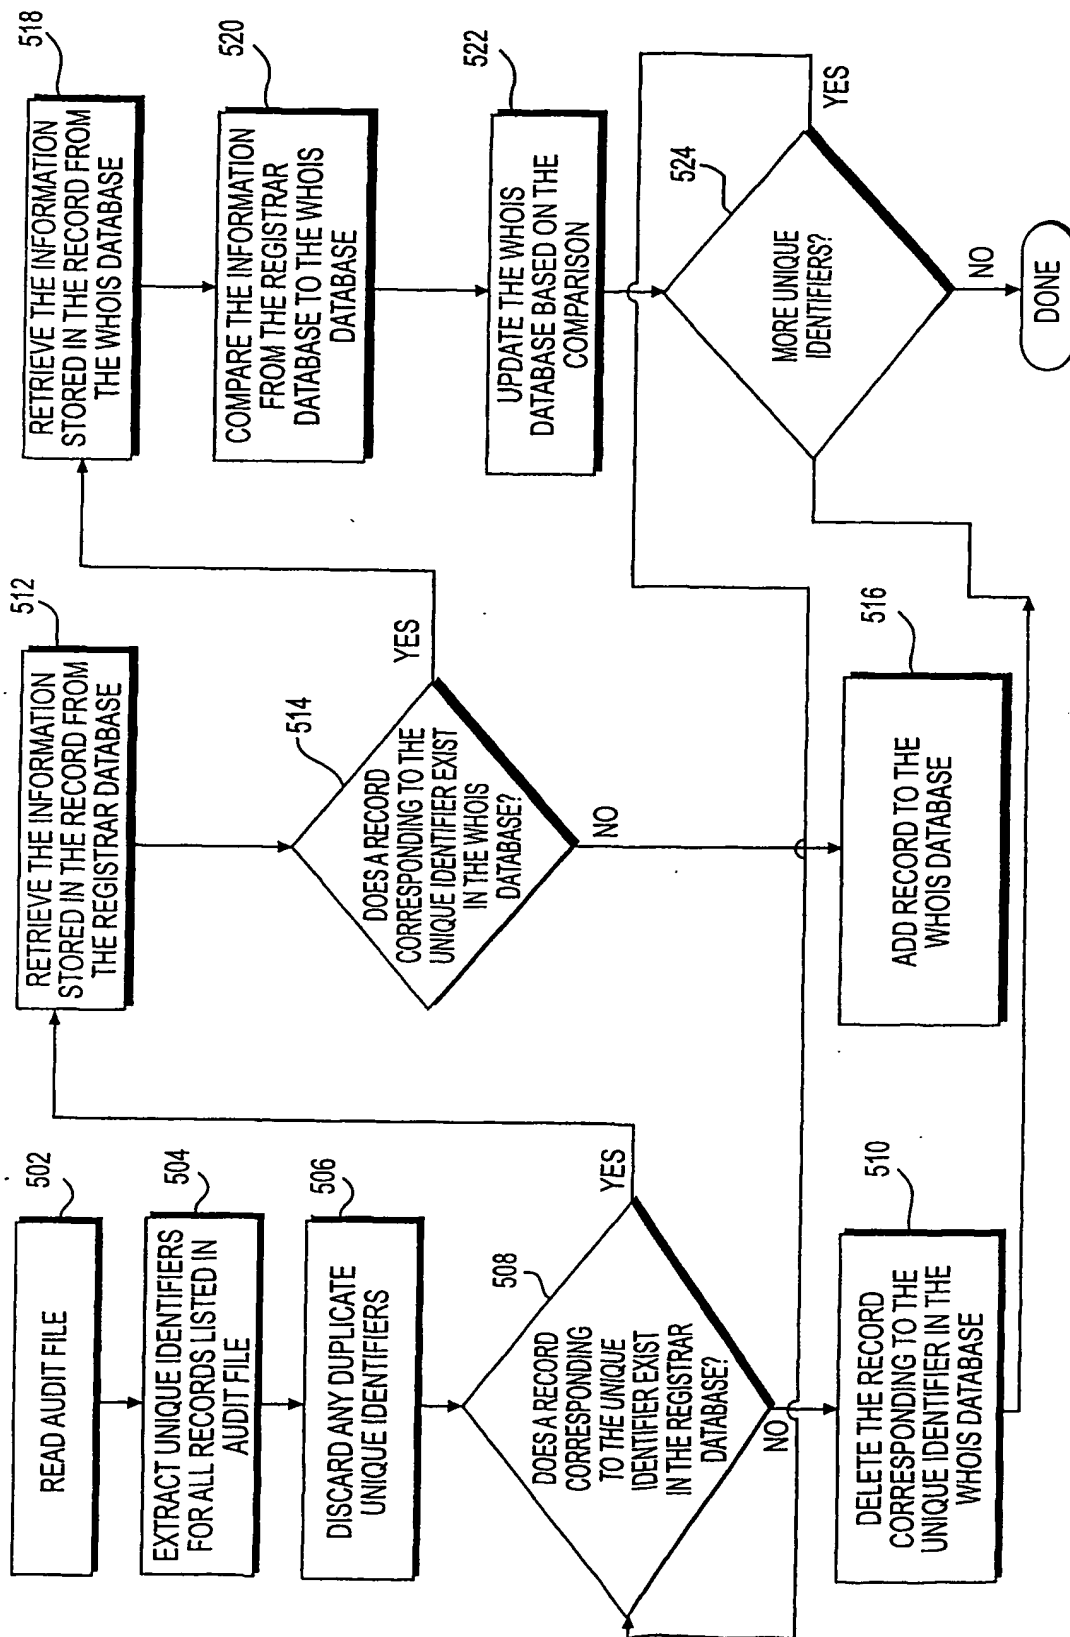 502
READ AUDIT FILE
504
EXTRACT UNIQUE IDENTIFIERS
FOR ALL RECORDS LISTED IN
AUDIT FILE
506
DISCARD ANY DUPLICATE
UNIQUE IDENTIFIERS
508
DOES A RECORD
CORRESPONDING
TO THE UNIQUE
IDENTIFIER EXIST
IN THE REGISTRAR
DATABASE?
YES
NO
510
DELETE THE RECORD
CORRESPONDING TO THE
UNIQUE IDENTIFIER IN THE
WHOIS DATABASE
512
RETRIEVE THE INFORMATION
STORED IN THE RECORD FROM
THE REGISTRAR DATABASE
514
DOES A RECORD
CORRESPONDING TO THE
UNIQUE IDENTIFIER EXIST
IN THE WHOIS
DATABASE?
YES
NO
516
ADD RECORD TO THE
WHOIS DATABASE
518
RETRIEVE THE INFORMATION
STORED IN THE RECORD FROM
THE WHOIS DATABASE
520
COMPARE THE INFORMATION
FROM THE REGISTRAR
DATABASE TO THE WHOIS
DATABASE
522
UPDATE THE WHOIS
DATABASE BASED ON THE
COMPARISON
524
MORE UNIQUE
IDENTIFIERS?
YES
NO
DONE